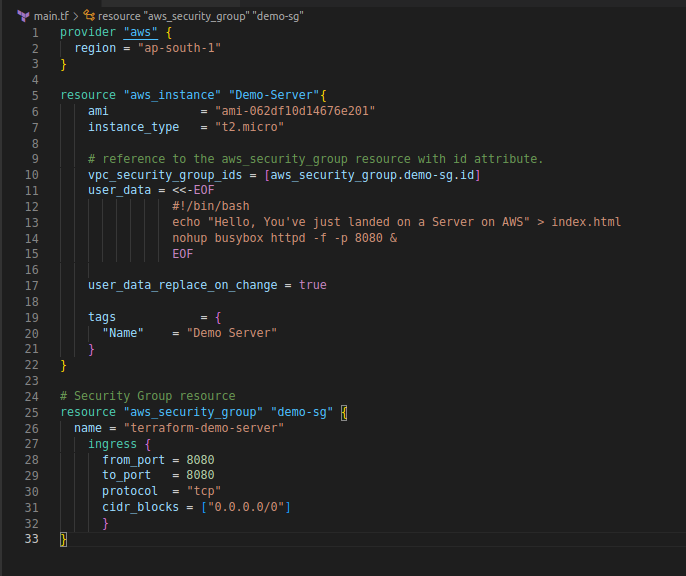 main.tf > resource "aws_security_group" "demo-sg"
1 provider "aws" {
2   region = "ap-south-1"
3 }
4
5 resource "aws_instance" "Demo-Server"{
6     ami             = "ami-062df10d14676e201"
7     instance_type   = "t2.micro"
8
9     # reference to the aws_security_group resource with id attribute.
10     vpc_security_group_ids = [aws_security_group.demo-sg.id]
11     user_data = <<-EOF
12                 #!/bin/bash
13                 echo "Hello, You've just landed on a Server on AWS" > index.html
14                 nohup busybox httpd -f -p 8080 &
15                 EOF
16
17     user_data_replace_on_change = true
18
19     tags            = {
20       "Name"    = "Demo Server"
21     }
22 }
23
24 # Security Group resource
25 resource "aws_security_group" "demo-sg" {
26   name = "terraform-demo-server"
27     ingress {
28       from_port = 8080
29       to_port   = 8080
30       protocol  = "tcp"
31       cidr_blocks = ["0.0.0.0/0"]
32       }
33 }